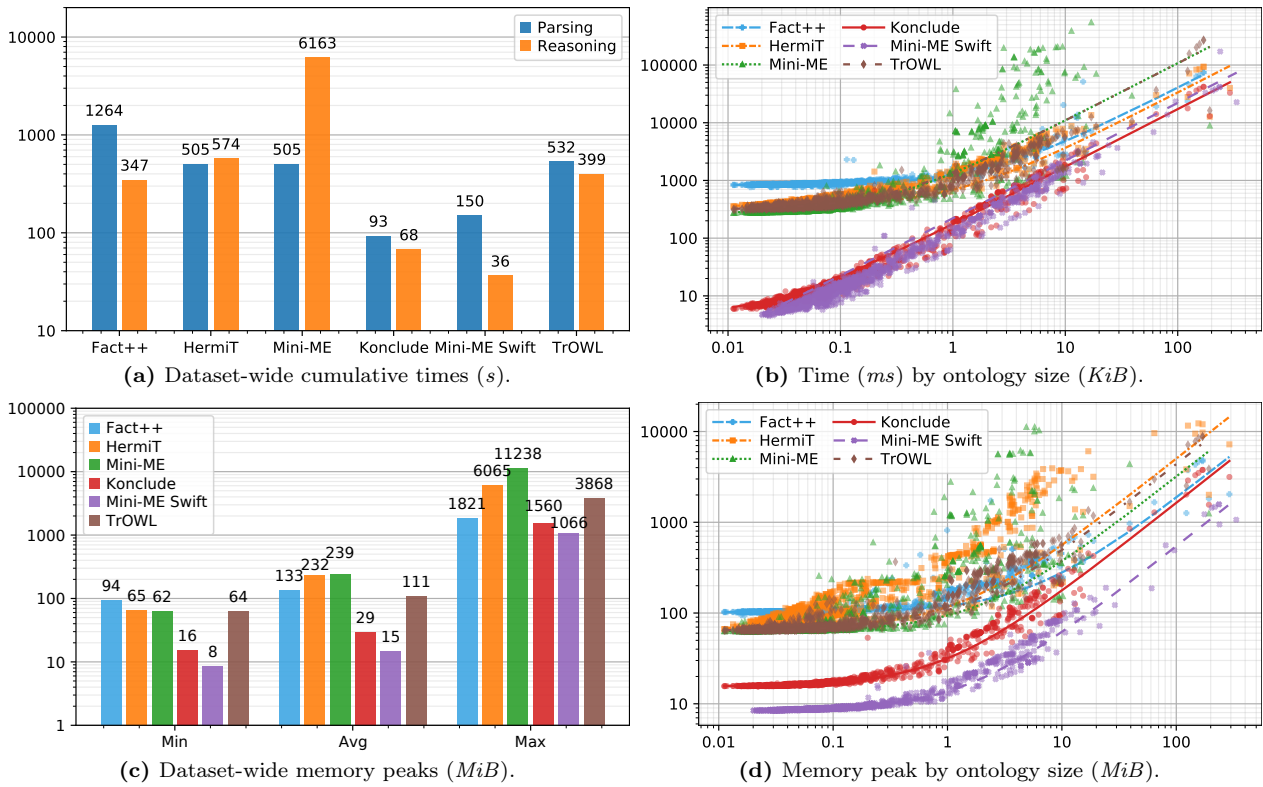 20000
10000
1000
100
10
1264
347
505
574
505
6163
93
68
150
36
532
399
Parsing
Reasoning
Fact++ HermiT Mini-ME Konclude Mini-ME Swift TrOWL
(a) Dataset-wide cumulative times (s).
100000
10000
1000
100
10
Fact++
HermiT
Mini-ME
Konclude
Mini-ME Swift
TrOWL
0.01 0.1 1 10 100
(b) Time (ms) by ontology size (KiB).
100000
10000
1000
100
10
1
Fact++
HermiT
Mini-ME
Konclude
Mini-ME Swift
TrOWL
94 65 62 16 8 64
133 232 239 29 15 111
1821 6065 11238 1560 1066 3868
Min Avg Max
(c) Dataset-wide memory peaks (MiB).
10000
1000
100
10
Fact++
HermiT
Mini-ME
Konclude
Mini-ME Swift
TrOWL
0.01 0.1 1 10 100
(d) Memory peak by ontology size (MiB).